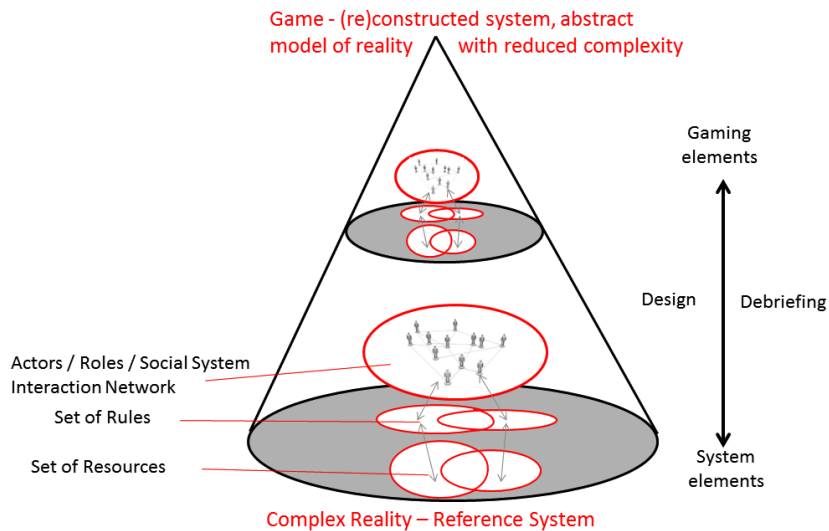 Game - (re)constructed system, abstract
model of reality with reduced complexity
Gaming
elements
Design
Debriefing
Actors / Roles / Social System
Interaction Network
Set of Rules
Set of Resources
System
elements
Complex Reality – Reference System